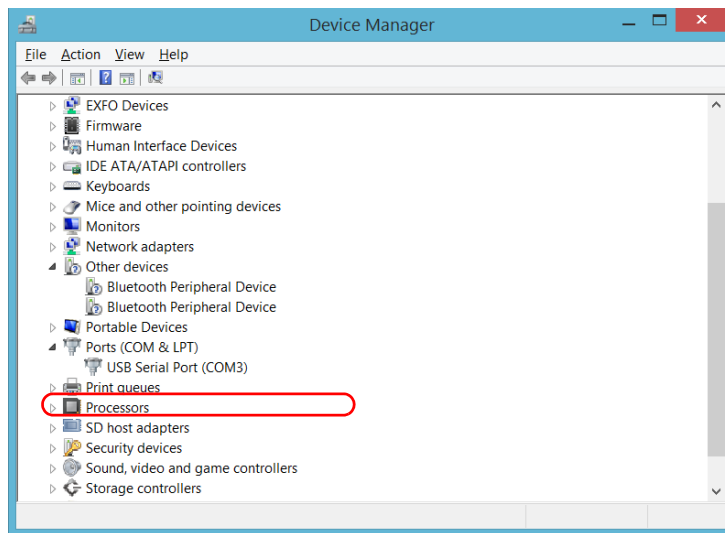 Device Manager
File Action View Help
EXFO Devices
Firmware
Human Interface Devices
IDE ATA/ATAPI controllers
Keyboards
Mice and other pointing devices
Monitors
Network adapters
Other devices
Bluetooth Peripheral Device
Bluetooth Peripheral Device
Portable Devices
Ports (COM & LPT)
USB Serial Port (COM3)
Print queues
Processors
SD host adapters
Security devices
Sound, video and game controllers
Storage controllers